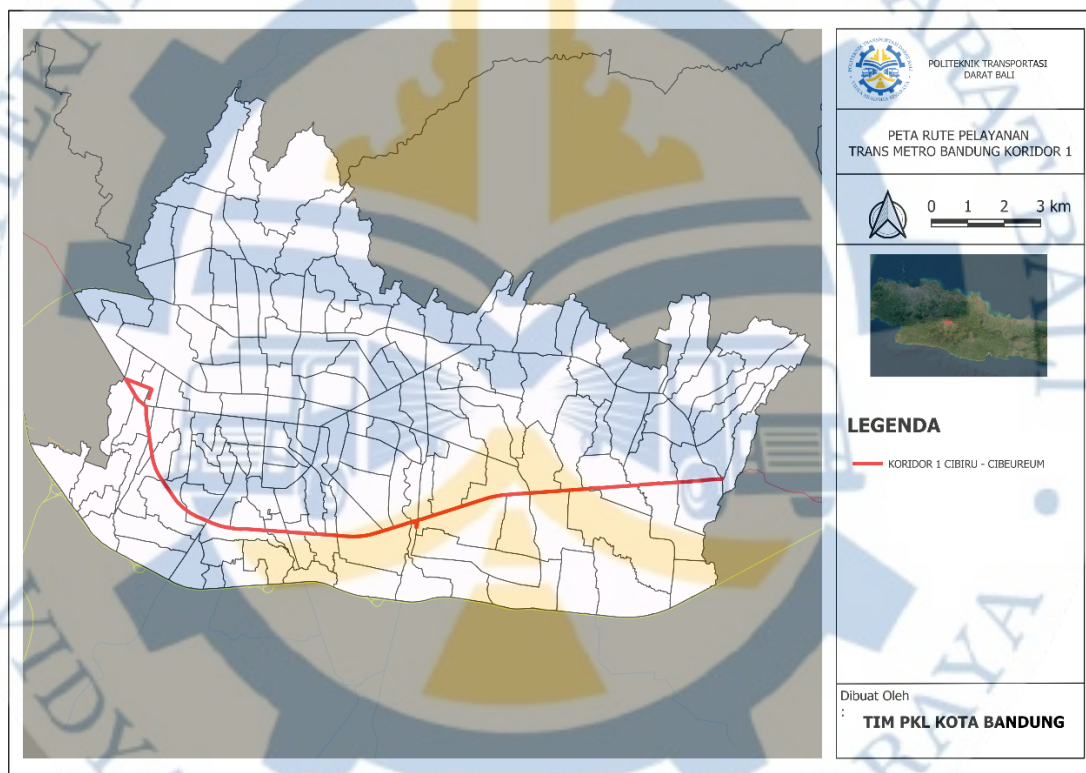 POLITEKNIK TRANSPORTASI
DARAT BALI
PETA RUTE PELAYANAN
TRANS METRO BANDUNG KORIDOR 1
0 1 2 3 km
LEGENDA
KORIDOR 1 CIBIRU - CIBEUREUM
Dibuat Oleh
:
TIM PKL KOTA BANDUNG